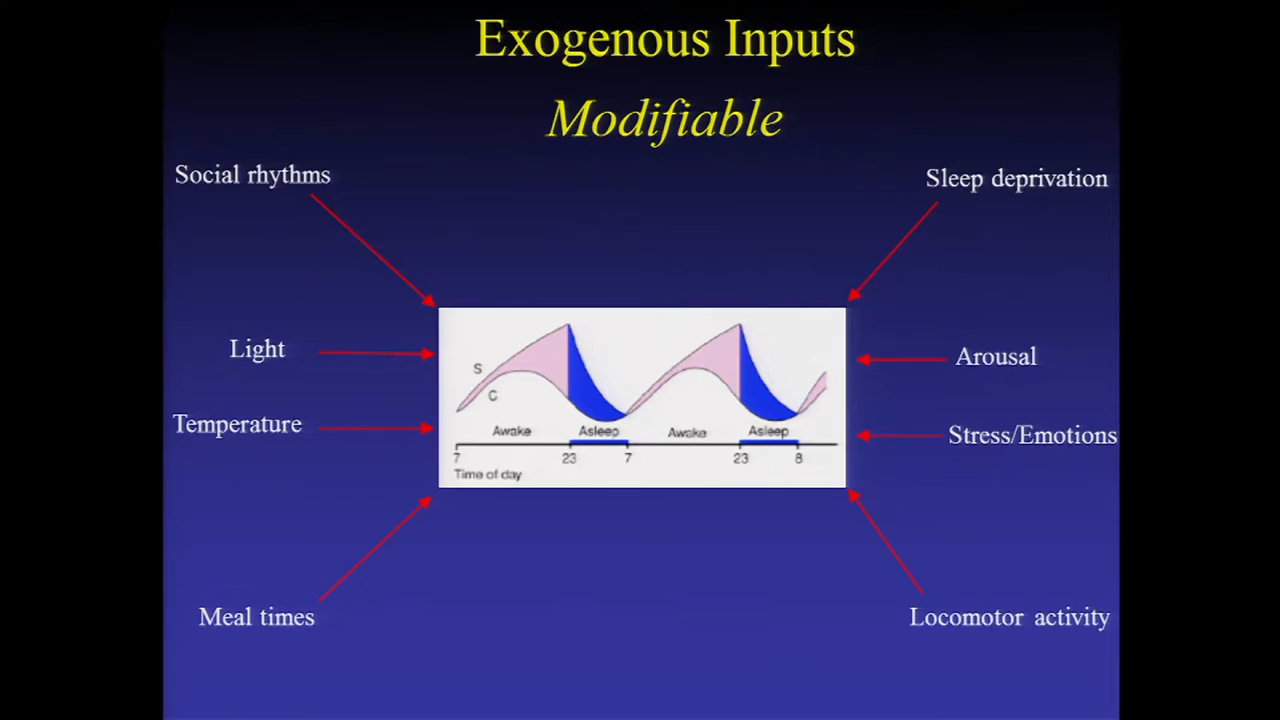 Exogenous Inputs
Modifiable
Social rhythms
Sleep deprivation
Light
Arousal
Temperature
Stress/Emotions
S
C
Awake Asleep Awake Asleep
7 23 7 23 8
Time of day
Meal times
Locomotor activity